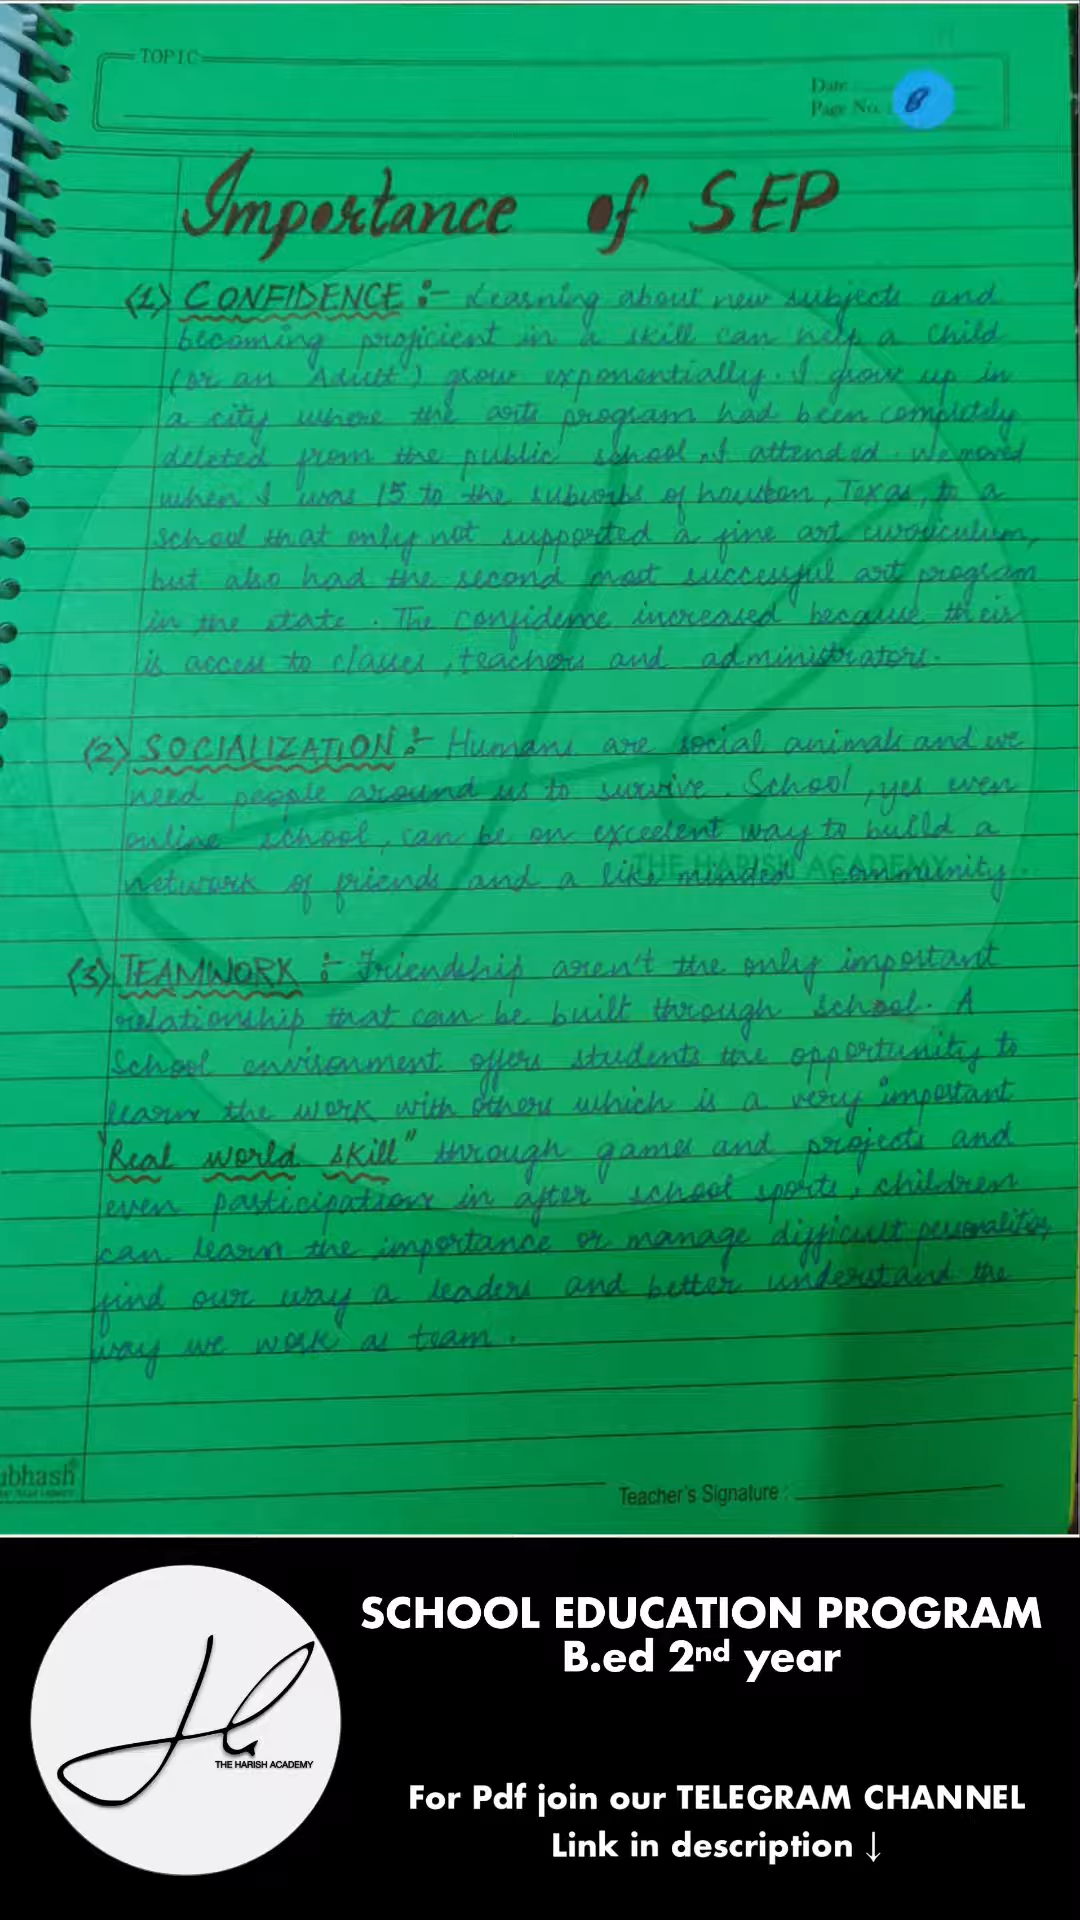 TOPIC
Date
Page No. 8
Importance of SEP
(1) CONFIDENCE :- Learning about new subjects and
becoming proficient in a skill can help a child
(or an Adult) grow exponentially. I grow up in
a city where the arts program had been completely
deleted from the public school, I attended. We moved
when I was 15 to the suburbs of houston, Texas, to a
school that only not supported a fine art curriculum,
but also had the second most successful art program
in the state. The confidence increased because
is access to classes, teachers and administrators.
(2) SOCIALIZATION :- Humans are social animals and we
need people around us to survive. School, yes even
online school, can be an excellent way to build a
network of friends and a like minded community.
THE HARISH ACADEMY
(3) TEAMWORK :- Friendship aren't the only important
relationship that can be built through school. A
School environment offers students the opportunity to
learn the work with others which is a very important
"Real world skill" through games and projects and
even participation in after school sports, children
can learn the importance or manage difficult personalities,
find our way a leaders and better understand the
way we work as team.
ubhash
Teacher's Signature :
SCHOOL EDUCATION PROGRAM
B.ed 2nd year
THE HARISH ACADEMY
For Pdf join our TELEGRAM CHANNEL
Link in description ↓